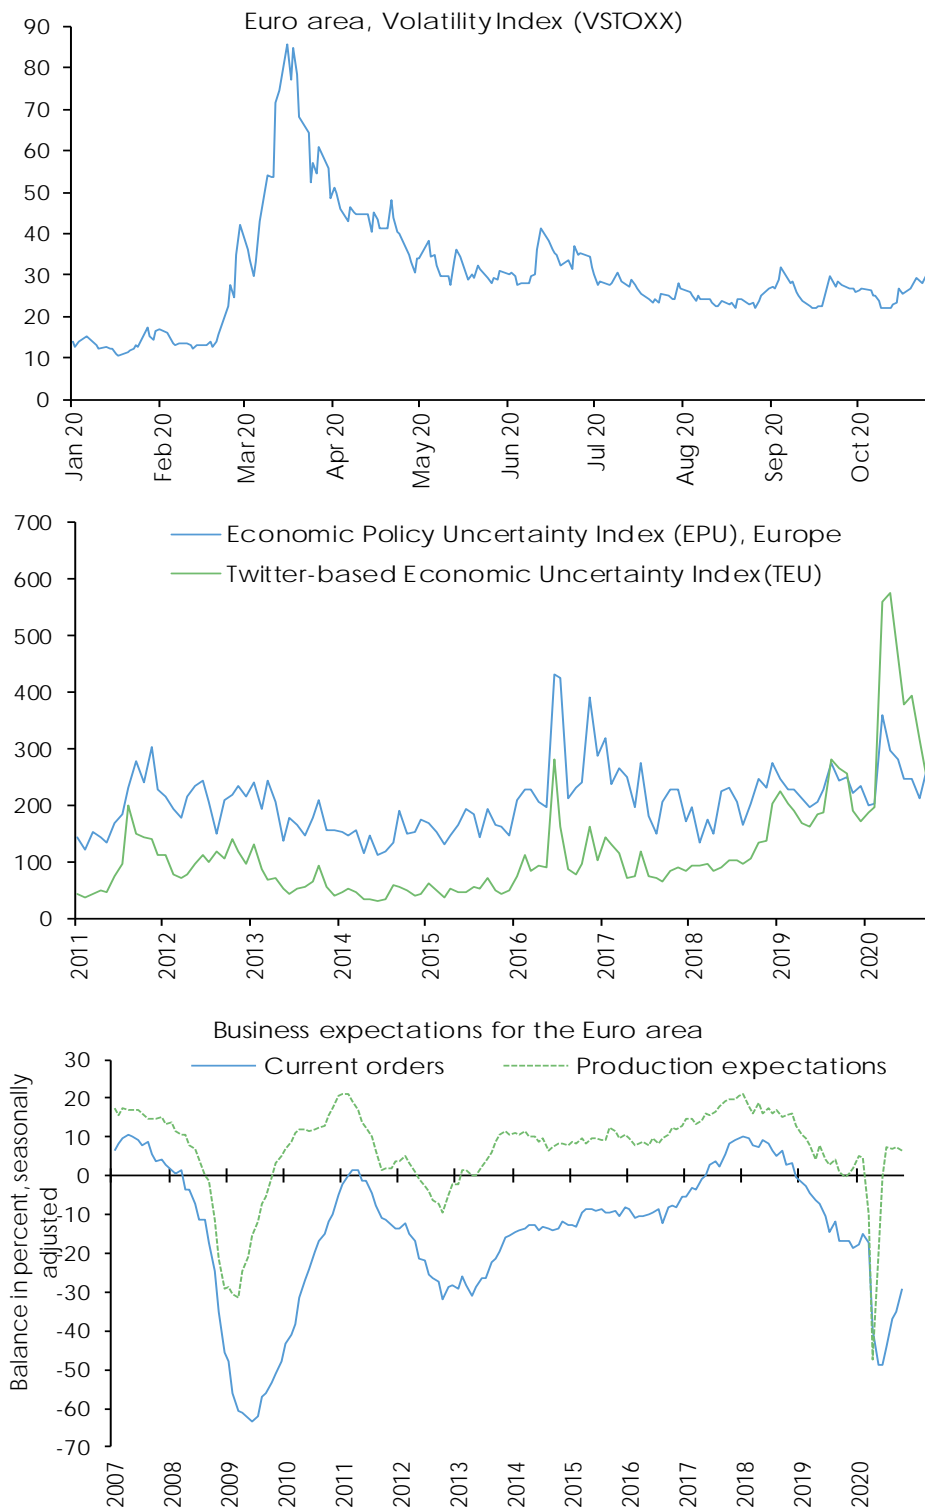 Euro area, Volatility Index (VSTOXX)
90
80
70
60
50
40
30
20
10
0
Jan 20
Feb 20
Mar 20
Apr 20
May 20
Jun 20
Jul 20
Aug 20
Sep 20
Oct 20
700
600
500
400
300
200
100
0
Economic Policy Uncertainty Index (EPU), Europe
Twitter-based Economic Uncertainty Index (TEU)
2011
2012
2013
2014
2015
2016
2017
2018
2019
2020
Business expectations for the Euro area
Current orders
Production expectations
Balance in percent, seasonally
adjusted
30
20
10
0
-10
-20
-30
-40
-50
-60
-70
2007
2008
2009
2010
2011
2012
2013
2014
2015
2016
2017
2018
2019
2020